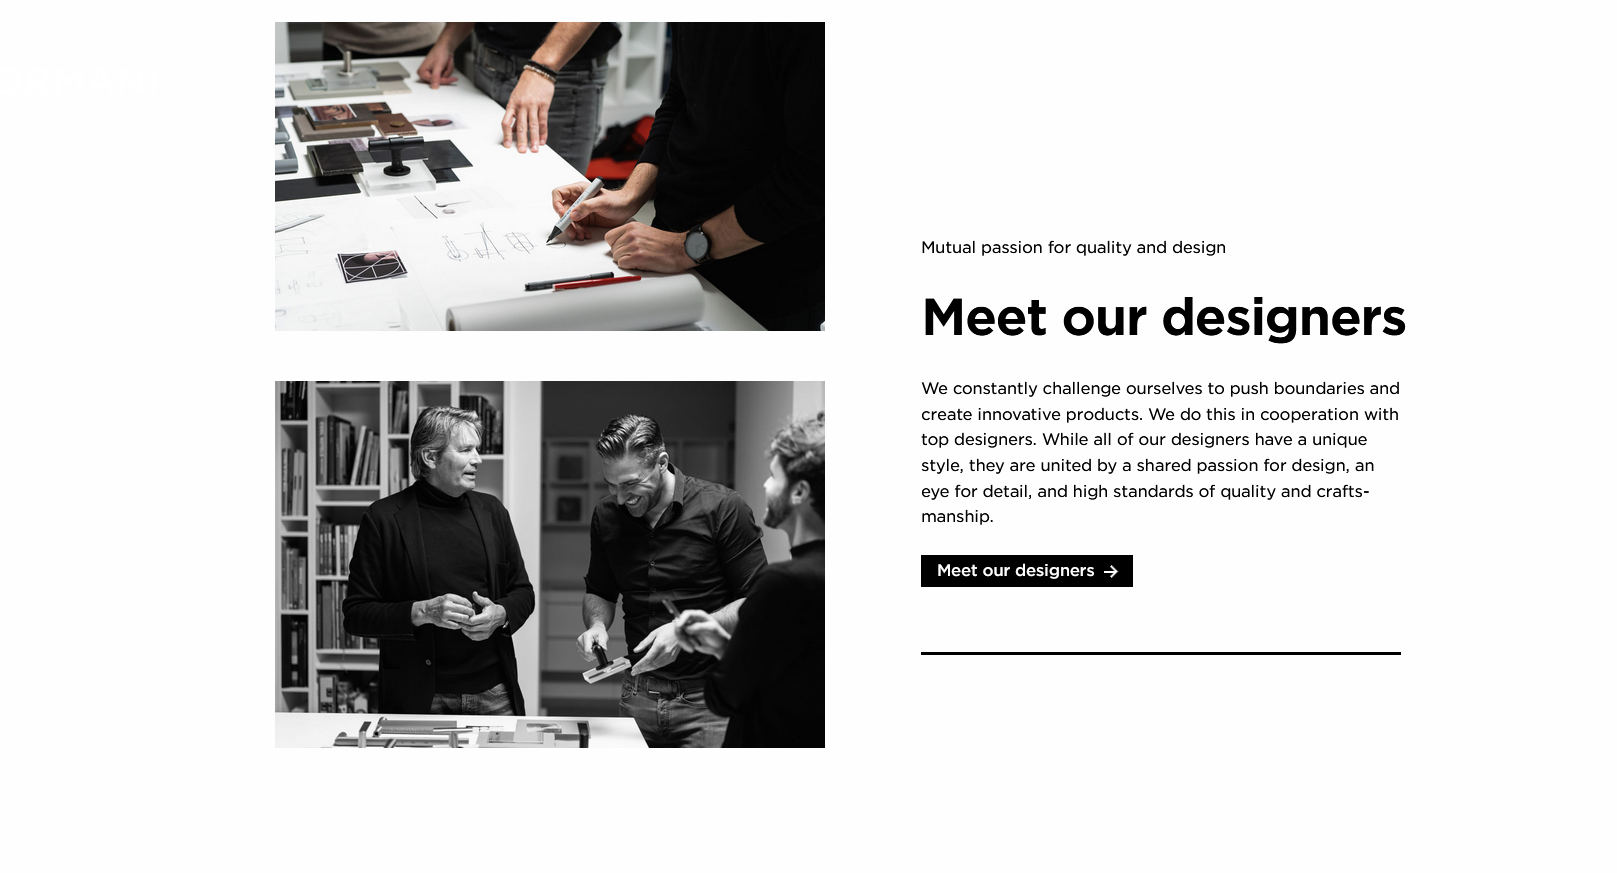 Mutual passion for quality and design
Meet our designers
We constantly challenge ourselves to push boundaries and
create innovative products. We do this in cooperation with
top designers. While all of our designers have a unique
style, they are united by a shared passion for design, an
eye for detail, and high standards of quality and crafts-
manship.
Meet our designers →